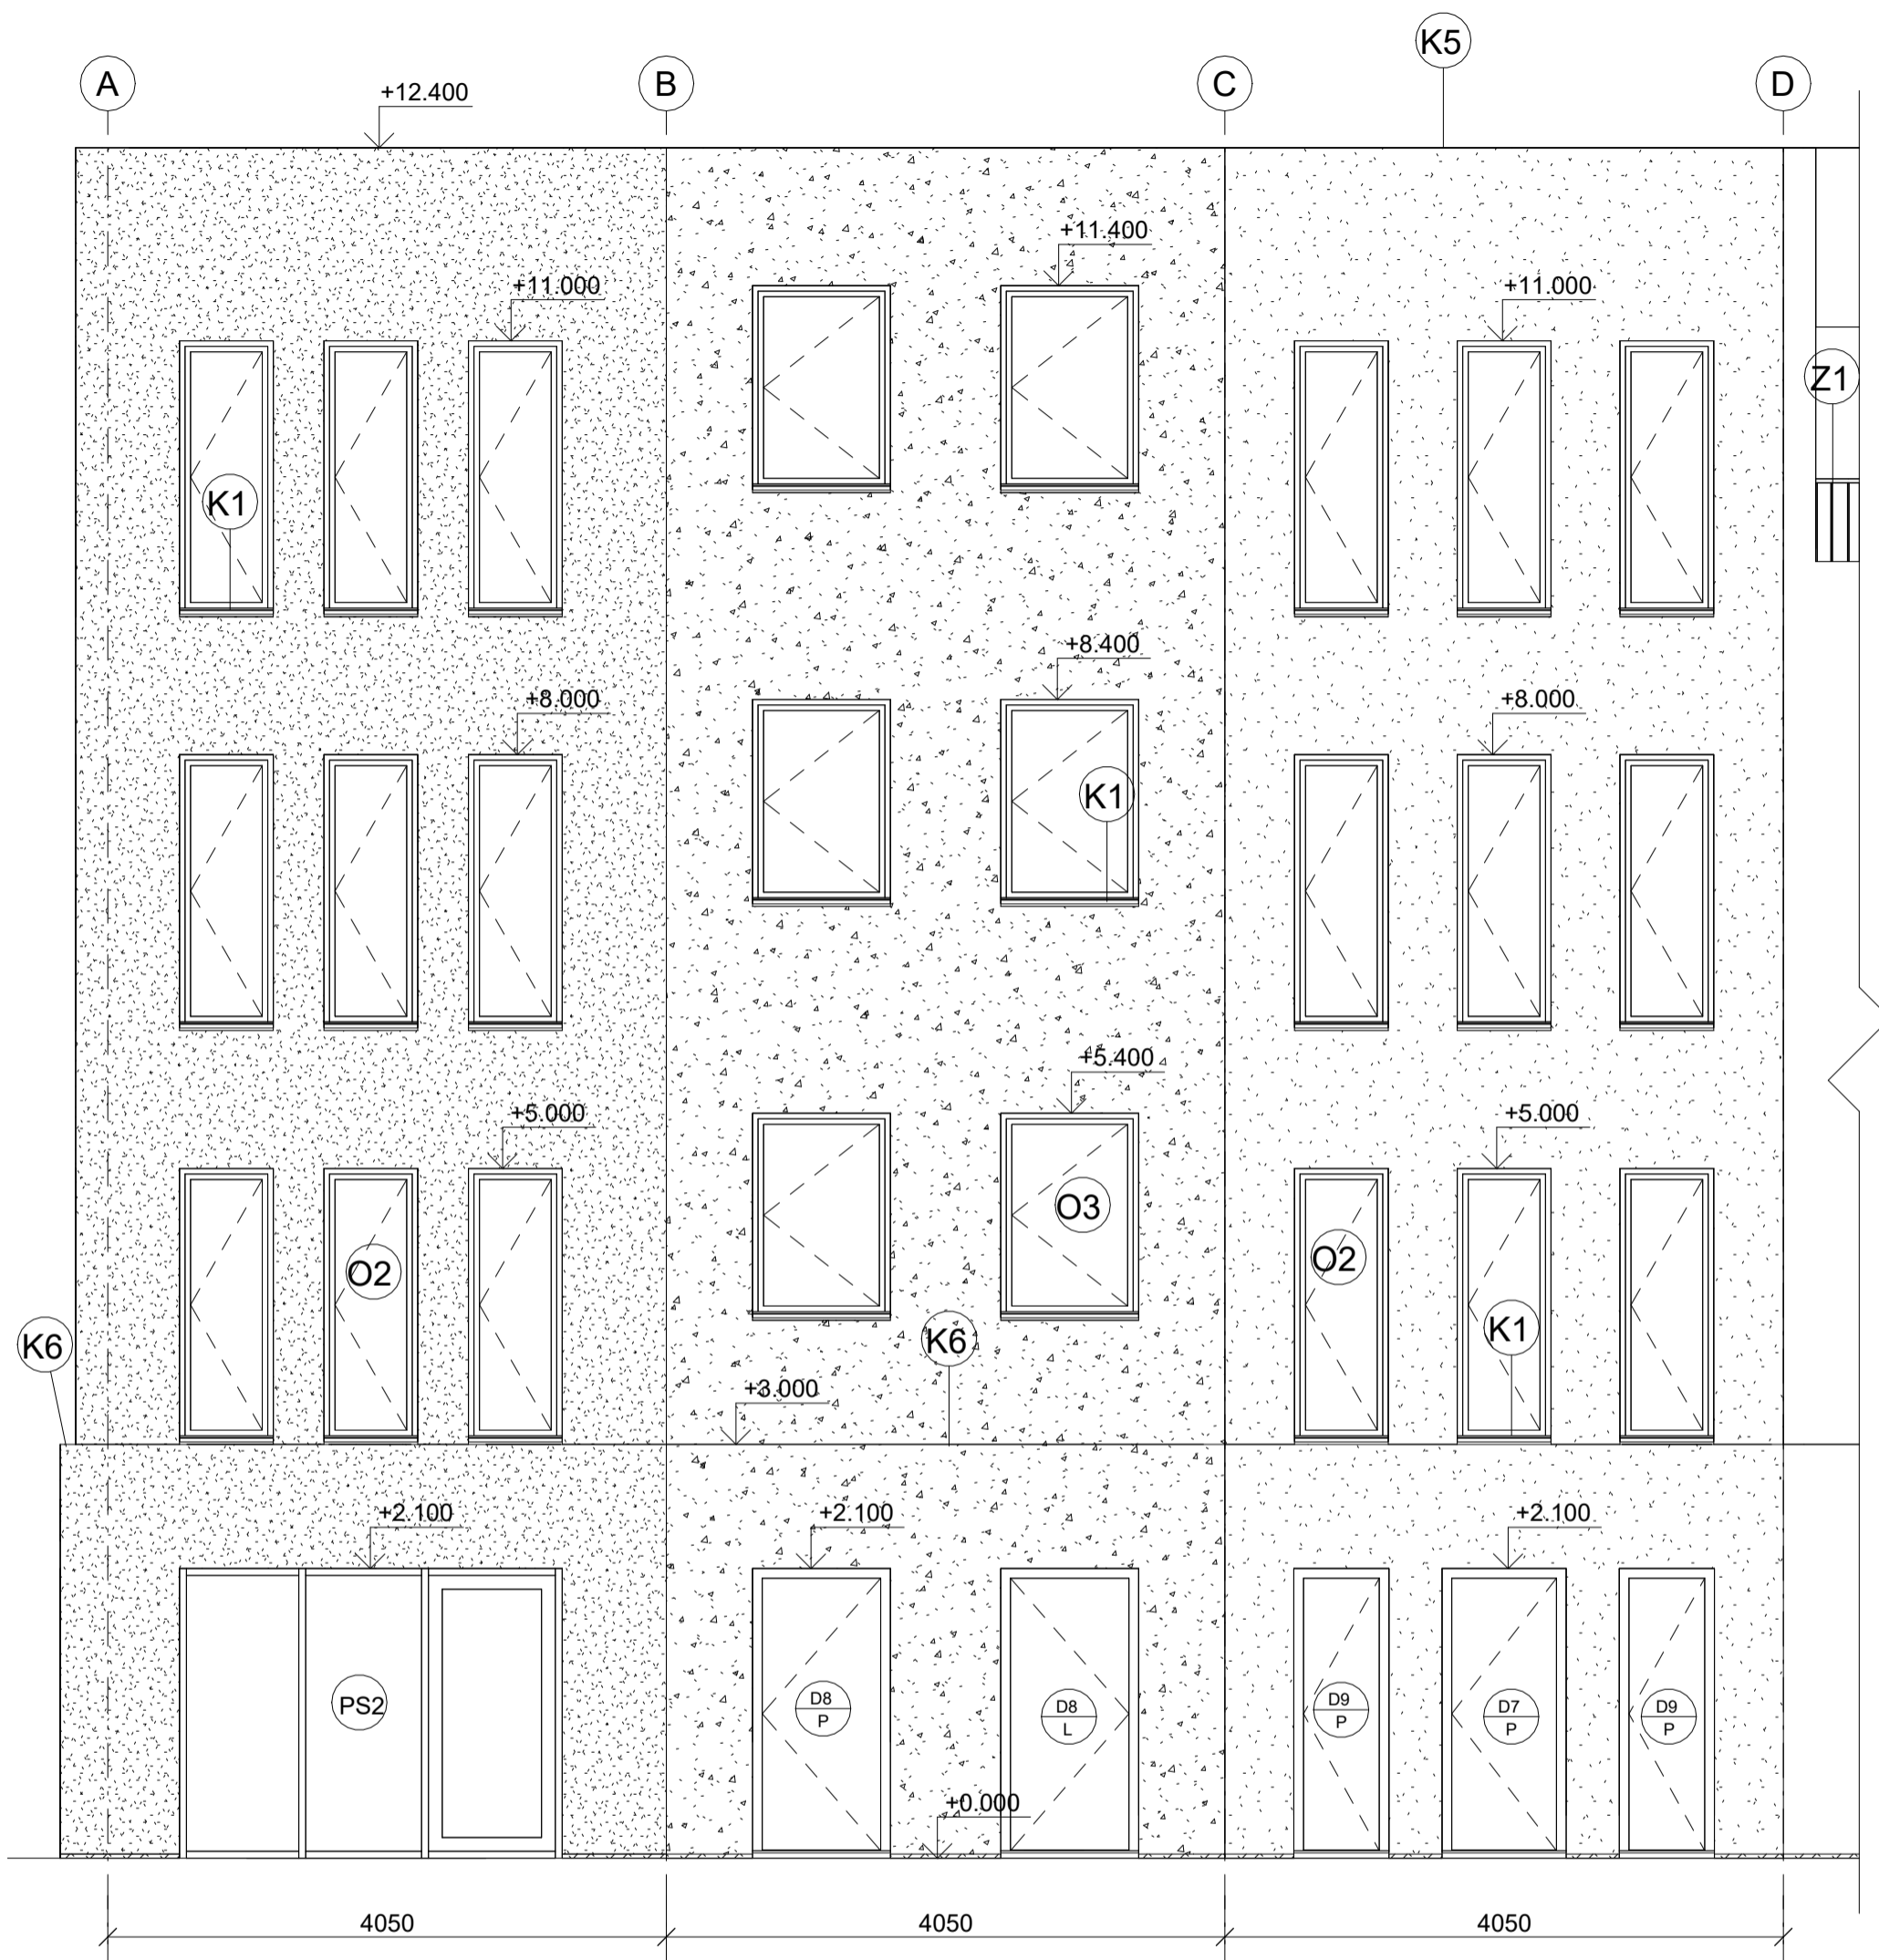 K5
A
B
C
D
+12.400
+11.400
+11.000
+11.000
Z1
K1
+8.400
+8.000
+8.000
K1
+5.400
+5.000
+5.000
O3
O2
O2
K1
K6
K6
+3.000
+2.100
+2.100
+2.100
PS2
D8
P
D8
L
D9
P
D7
P
D9
P
+0.000
4050
4050
4050